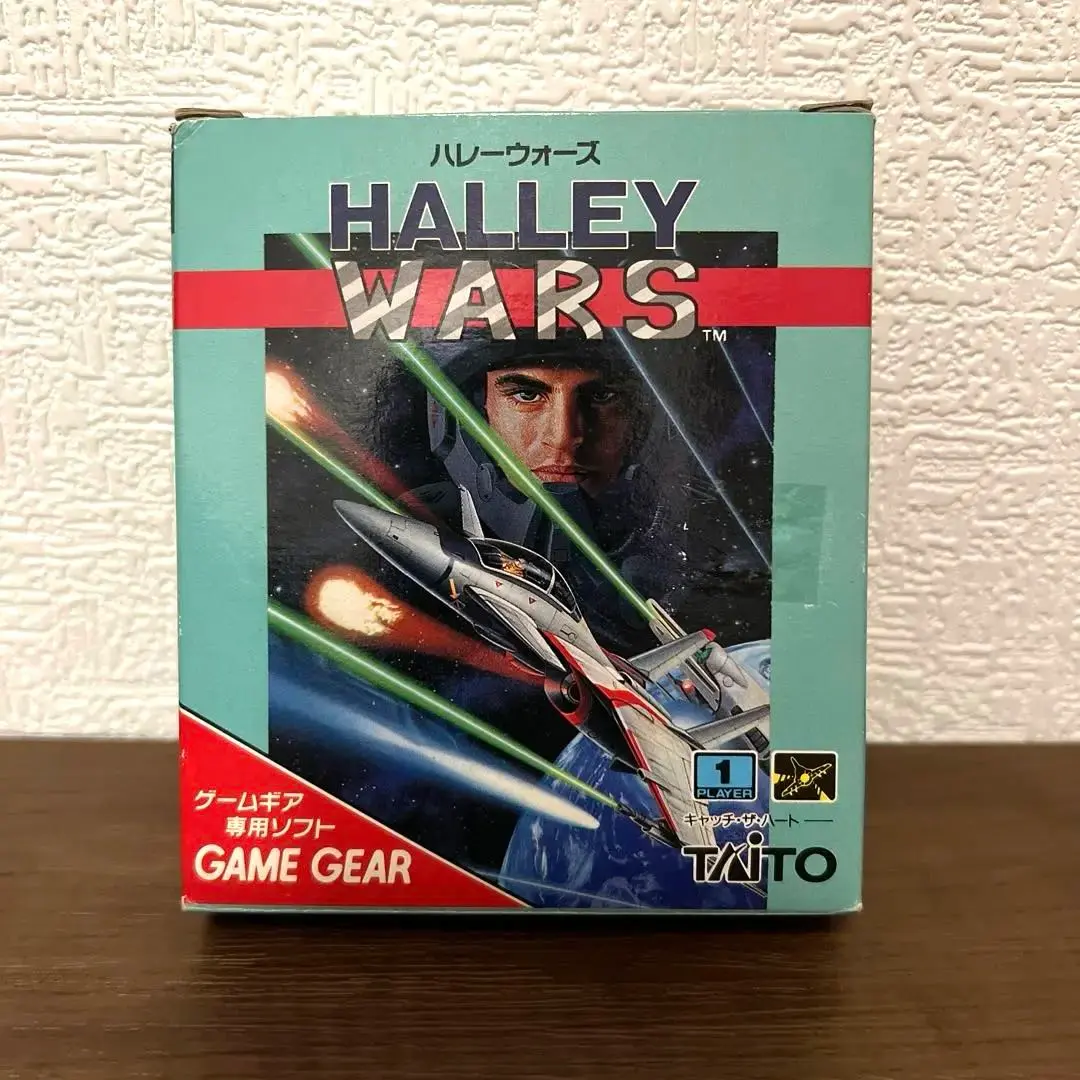 ハレーウォーズ
HALLEY
WARS
TM
1
PLAYER
キャッチ・ザ・ハート
TAiTO
ゲームギア
専用ソフト
GAME GEAR